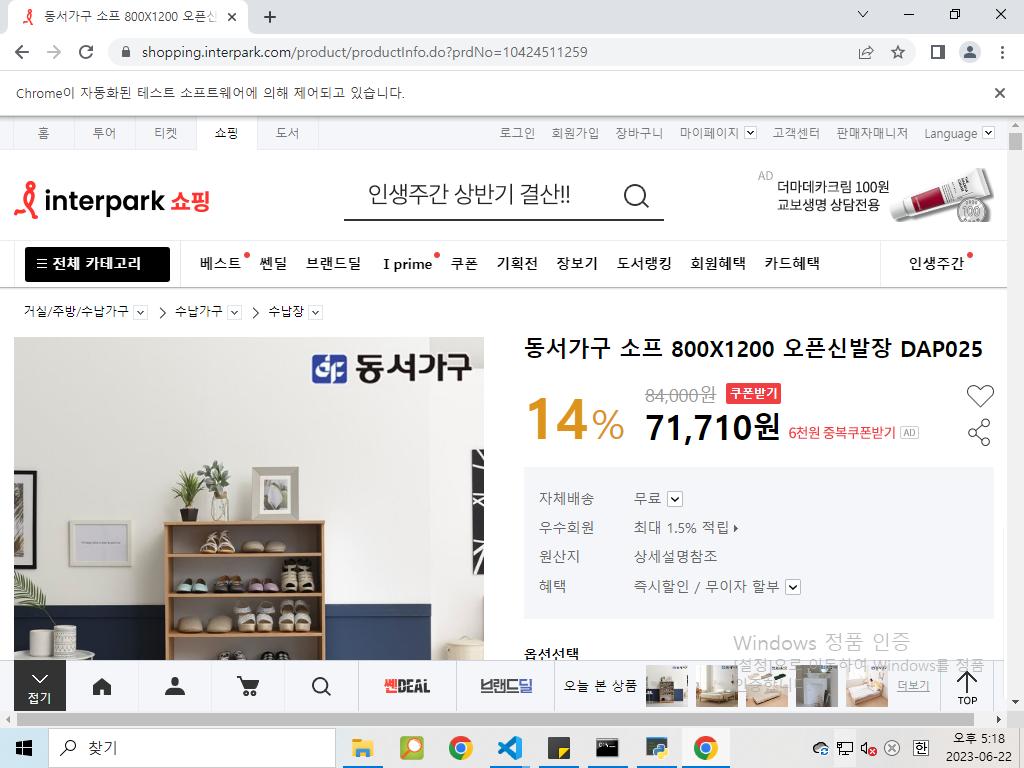 동서가구 소프 800X1200 오픈신
shopping.interpark.com/product/productInfo.do?prdNo=10424511259
Chrome이 자동화된 테스트 소프트웨어에 의해 제어되고 있습니다.
홈 투어 티켓 쇼핑 도서 로그인 회원가입 장바구니 마이페이지 고객센터 판매자매니저 Language
interpark 쇼핑
인생주간 상반기 결산!!
AD 더마데카크림 100원
교보생명 상담전용
100
전체 카테고리 베스트 쎈딜 브랜드딜 I prime 쿠폰 기획전 장보기 도서랭킹 회원혜택 카드혜택 인생주간
거실/주방/수납가구 수납가구 수납장
동서가구
동서가구 소프 800X1200 오픈신발장 DAP025
14%
84,000원 쿠폰받기
71,710원 6천원 중복쿠폰받기 AD
자체배송 무료
우수회원 최대 1.5% 적립
원산지 상세설명참조
혜택 즉시할인 / 무이자 할부
옵션선택
Windows 정품 인증
[설정]으로 이동하여 Windows를 정품
접기
쎈DEAL
브랜드딜
오늘 본 상품
더보기
TOP
찾기
한
오후 5:18
2023-06-22